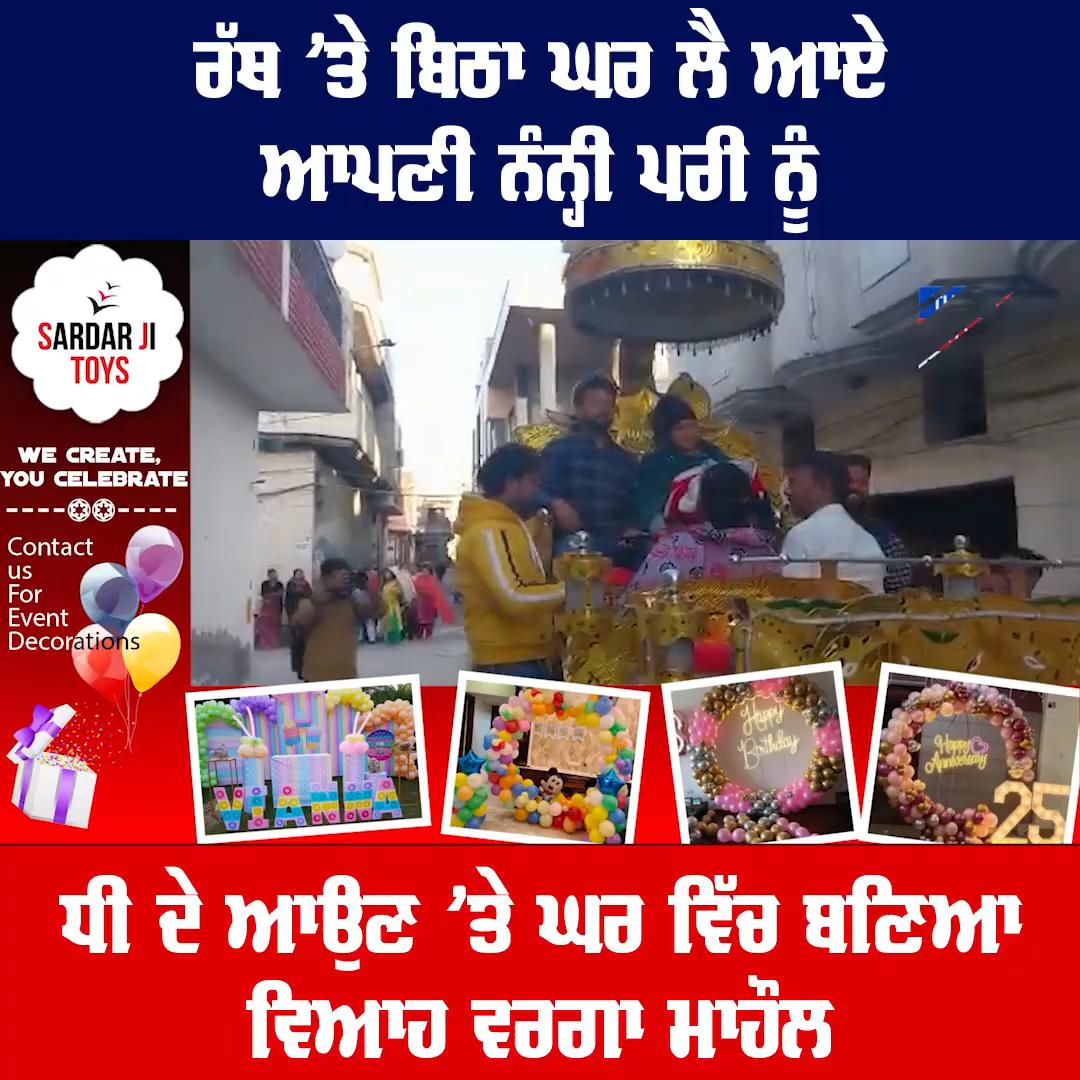 ਰੱਥ ’ਤੇ ਬਿਠਾ ਘਰ ਲੈ ਆਏ
ਆਪਣੀ ਨੰਨ੍ਹੀ ਪਰੀ ਨੂੰ
SARDAR JI
TOYS
WE CREATE,
YOU CELEBRATE
Contact
us
For
Event
Decorations
Happy
Birthday
Happy
Anniversary
25
ਧੀ ਦੇ ਆਉਣ ’ਤੇ ਘਰ ਵਿੱਚ ਬਣਿਆ
ਵਿਆਹ ਵਰਗਾ ਮਾਹੌਲ